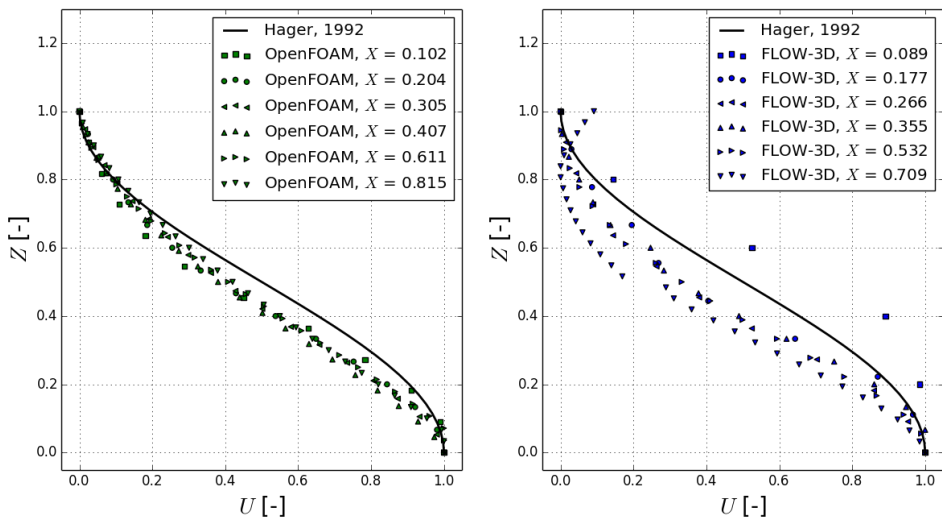 Hager, 1992
OpenFOAM, X = 0.102
OpenFOAM, X = 0.204
OpenFOAM, X = 0.305
OpenFOAM, X = 0.407
OpenFOAM, X = 0.611
OpenFOAM, X = 0.815
1.2
1.0
0.8
0.6
0.4
0.2
0.0
Z [-]
0.0 0.2 0.4 0.6 0.8 1.0
U [-]
Hager, 1992
FLOW-3D, X = 0.089
FLOW-3D, X = 0.177
FLOW-3D, X = 0.266
FLOW-3D, X = 0.355
FLOW-3D, X = 0.532
FLOW-3D, X = 0.709
1.2
1.0
0.8
0.6
0.4
0.2
0.0
Z [-]
0.0 0.2 0.4 0.6 0.8 1.0
U [-]